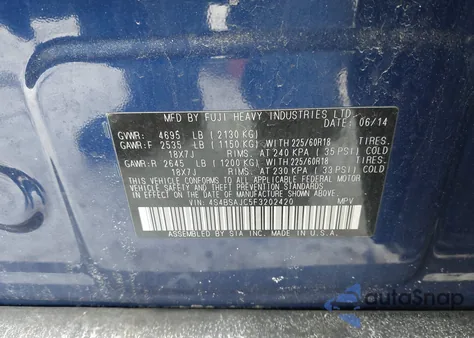 MFD BY FUJI HEAVY INDUSTRIES LTD.
DATE: 06/14
GVWR: 4695 LB (2130 KG)
GAWR:F 2535 LB (1150 KG) WITH 225/60R18 TIRES,
18X7J RIMS, AT 240 KPA (35 PSI) COLD
GAWR:R 2645 LB (1200 KG) WITH 225/60R18 TIRES,
18X7J RIMS, AT 230 KPA (33 PSI) COLD
THIS VEHICLE CONFORMS TO ALL APPLICABLE FEDERAL MOTOR
VEHICLE SAFETY STANDARDS IN EFFECT ON THE DATE OF
MANUFACTURE SHOWN ABOVE.
VIN: 4S4BSAJC5F3202420 MPV
ASSEMBLED BY SIA INC. MADE IN U.S.A.
autoSnap